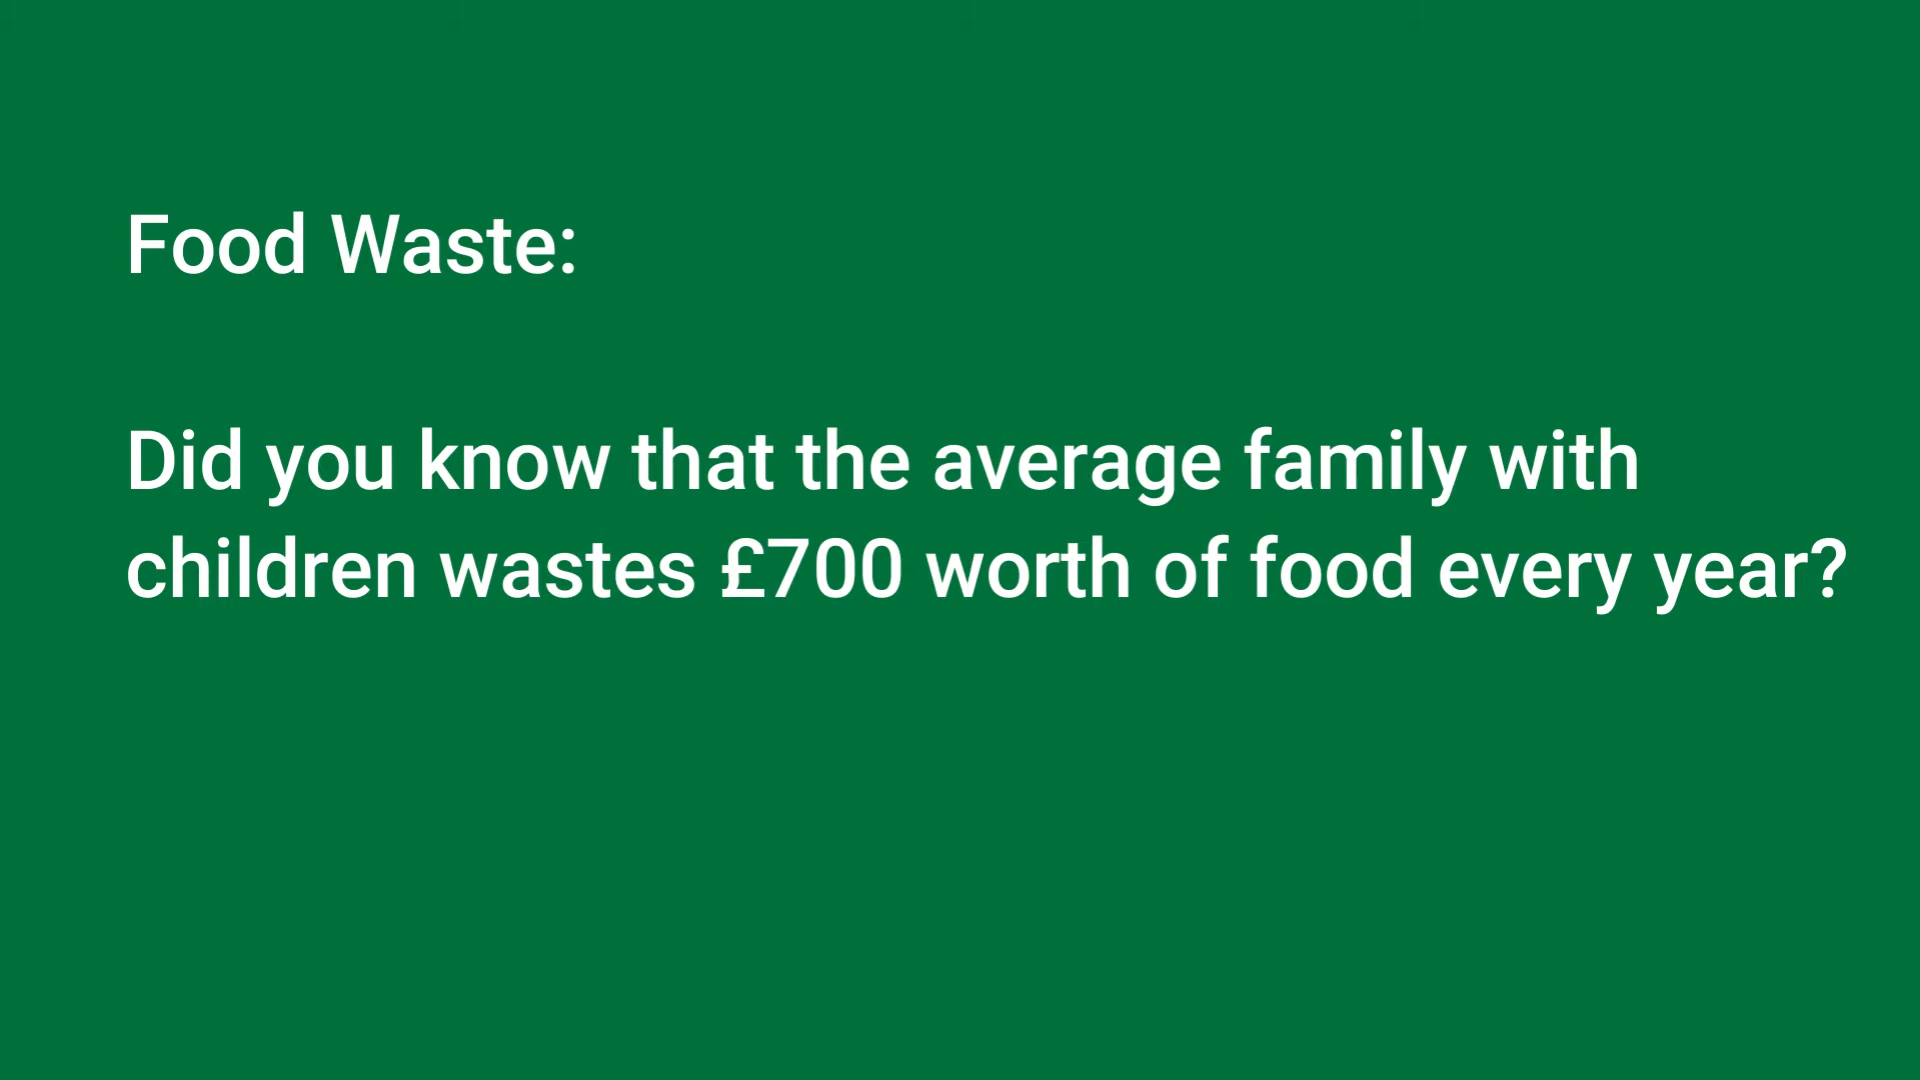 Food Waste:
Did you know that the average family with
children wastes £700 worth of food every year?